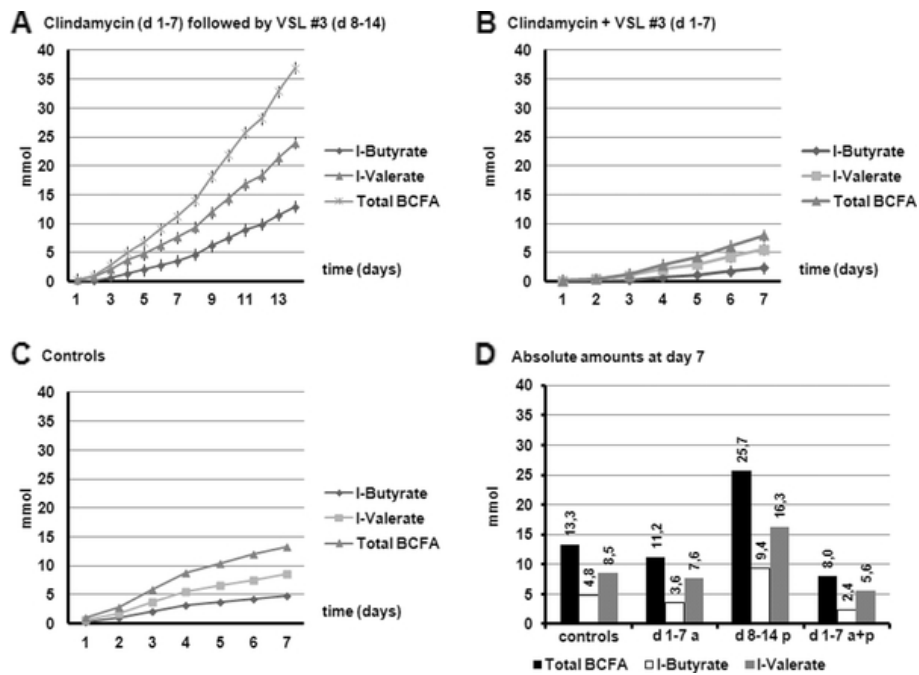 A Clindamycin (d 1-7) followed by VSL #3 (d 8-14)
40
35
30
25
20
15
10
5
0
mmol
1 3 5 7 9 11 13
time (days)
I-Butyrate
I-Valerate
Total BCFA
B Clindamycin + VSL #3 (d 1-7)
40
35
30
25
20
15
10
5
0
mmol
1 2 3 4 5 6 7
time (days)
I-Butyrate
I-Valerate
Total BCFA
C Controls
40
35
30
25
20
15
10
5
0
mmol
1 2 3 4 5 6 7
time (days)
I-Butyrate
I-Valerate
Total BCFA
D Absolute amounts at day 7
40
35
30
25
20
15
10
5
0
mmol
13,3 4,8 8,5 11,2 3,6 7,6 25,7 9,4 16,3 8,0 2,4 5,6
controls d 1-7 a d 8-14 p d 1-7 a+p
Total BCFA I-Butyrate I-Valerate